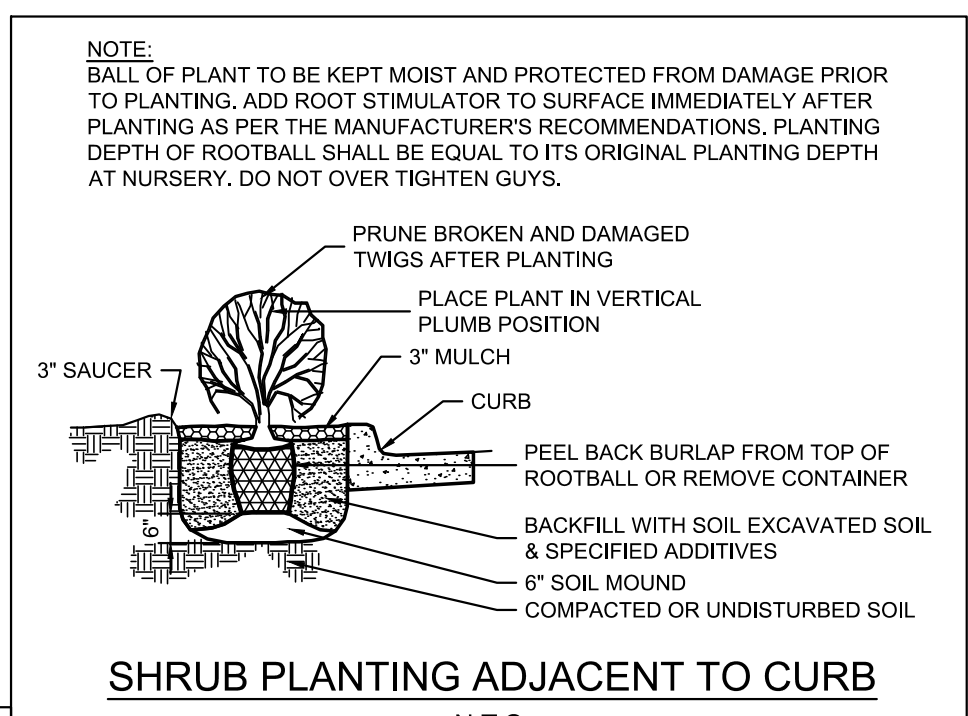 NOTE:
BALL OF PLANT TO BE KEPT MOIST AND PROTECTED FROM DAMAGE PRIOR
TO PLANTING. ADD ROOT STIMULATOR TO SURFACE IMMEDIATELY AFTER
PLANTING AS PER THE MANUFACTURER'S RECOMMENDATIONS. PLANTING
DEPTH OF ROOTBALL SHALL BE EQUAL TO ITS ORIGINAL PLANTING DEPTH
AT NURSERY. DO NOT OVER TIGHTEN GUYS.
PRUNE BROKEN AND DAMAGED
TWIGS AFTER PLANTING
PLACE PLANT IN VERTICAL
PLUMB POSITION
3" MULCH
3" SAUCER
CURB
PEEL BACK BURLAP FROM TOP OF
ROOTBALL OR REMOVE CONTAINER
BACKFILL WITH SOIL EXCAVATED SOIL
& SPECIFIED ADDITIVES
6"
6" SOIL MOUND
COMPACTED OR UNDISTURBED SOIL
SHRUB PLANTING ADJACENT TO CURB